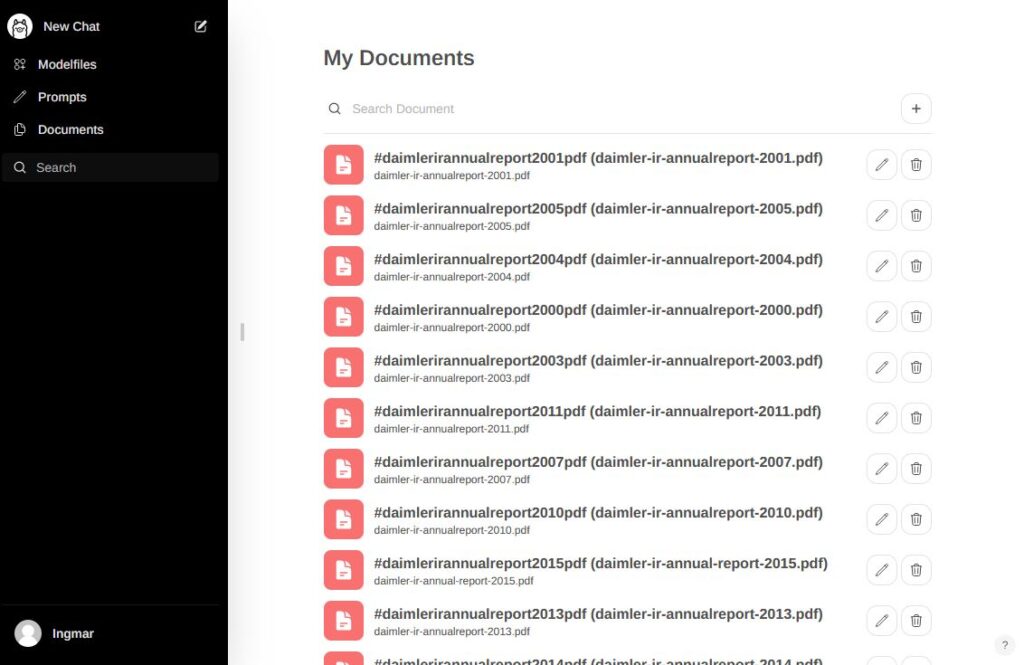 New Chat
Modelfiles
Prompts
Documents
Search
Ingmar
My Documents
Search Document
#daimlerirannualreport2001pdf (daimler-ir-annualreport-2001.pdf)
daimler-ir-annualreport-2001.pdf
#daimlerirannualreport2005pdf (daimler-ir-annualreport-2005.pdf)
daimler-ir-annualreport-2005.pdf
#daimlerirannualreport2004pdf (daimler-ir-annualreport-2004.pdf)
daimler-ir-annualreport-2004.pdf
#daimlerirannualreport2000pdf (daimler-ir-annualreport-2000.pdf)
daimler-ir-annualreport-2000.pdf
#daimlerirannualreport2003pdf (daimler-ir-annualreport-2003.pdf)
daimler-ir-annualreport-2003.pdf
#daimlerirannualreport2011pdf (daimler-ir-annualreport-2011.pdf)
daimler-ir-annualreport-2011.pdf
#daimlerirannualreport2007pdf (daimler-ir-annualreport-2007.pdf)
daimler-ir-annualreport-2007.pdf
#daimlerirannualreport2010pdf (daimler-ir-annualreport-2010.pdf)
daimler-ir-annualreport-2010.pdf
#daimlerirannualreport2015pdf (daimler-ir-annual-report-2015.pdf)
daimler-ir-annual-report-2015.pdf
#daimlerirannualreport2013pdf (daimler-ir-annualreport-2013.pdf)
daimler-ir-annualreport-2013.pdf
#daimlerirannualreport2014pdf (daimler-ir-annualreport-2014.pdf)
?